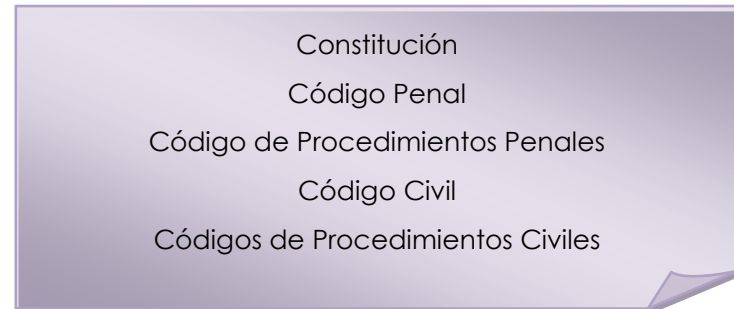 Constitución
Código Penal
Código de Procedimientos Penales
Código Civil
Códigos de Procedimientos Civiles